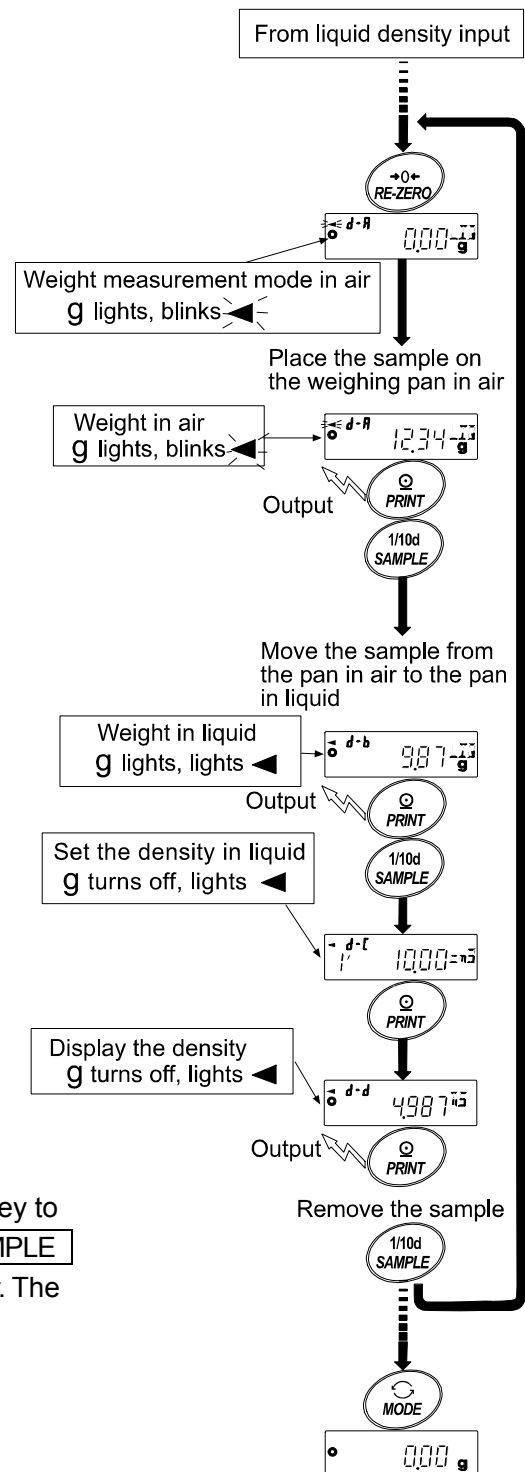 From liquid density input
→0←
RE-ZERO
d-A
0.00 g
Weight measurement mode in air
g lights, blinks ◄
Place the sample on
the weighing pan in air
Weight in air
g lights, blinks ◄
d-A
12.34 g
Output
PRINT
1/10d
SAMPLE
Move the sample from
the pan in air to the pan
in liquid
Weight in liquid
g lights, lights ◄
d-b
9.87 g
Output
PRINT
1/10d
SAMPLE
Set the density in liquid
g turns off, lights ◄
d-C
10.00
PRINT
Display the density
g turns off, lights ◄
d-d
4.987
Output
PRINT
ey to
MPLE
. The
Remove the sample
1/10d
SAMPLE
MODE
0.00 g